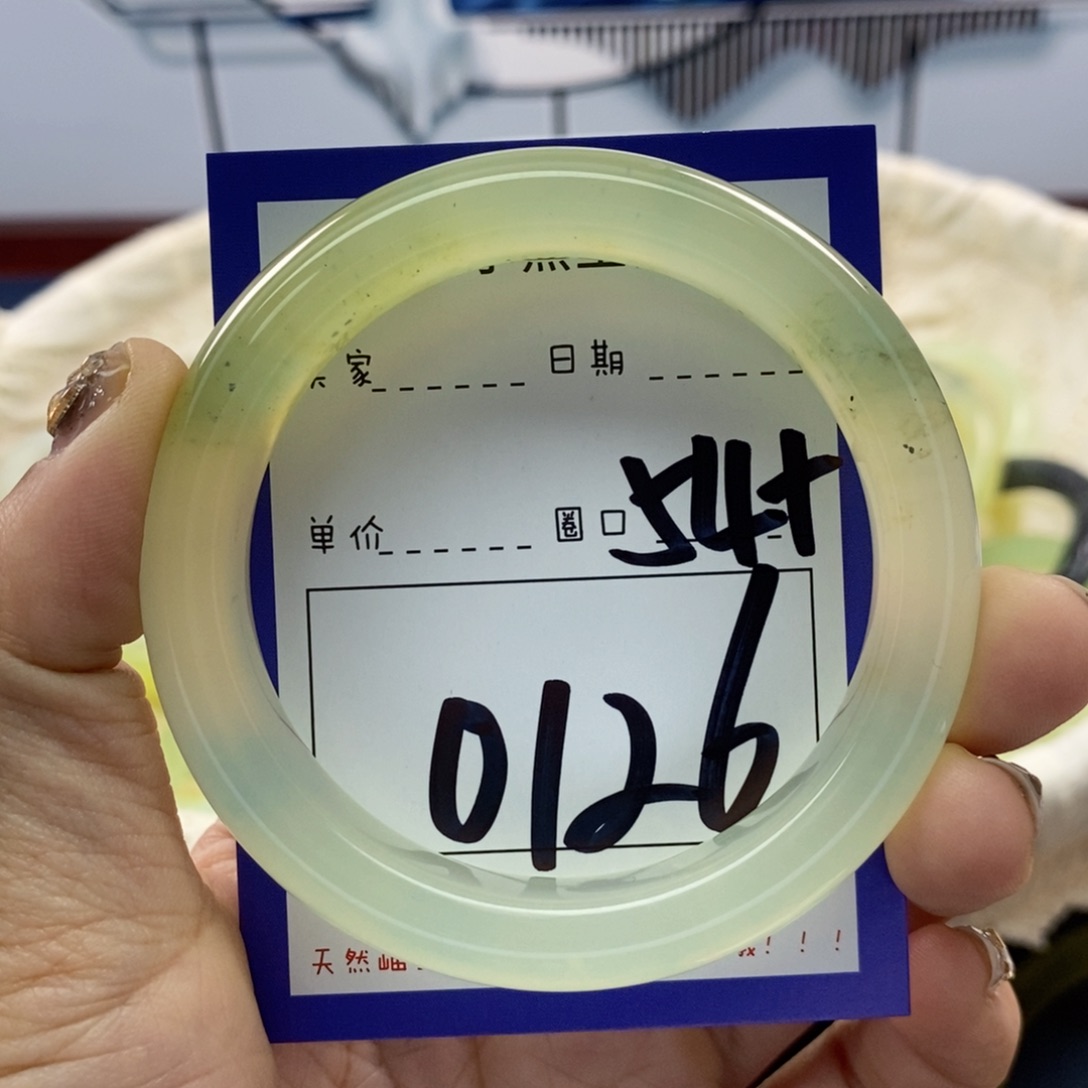 家 日期
单价 圈口 54+
0126
天然岫 ！！！